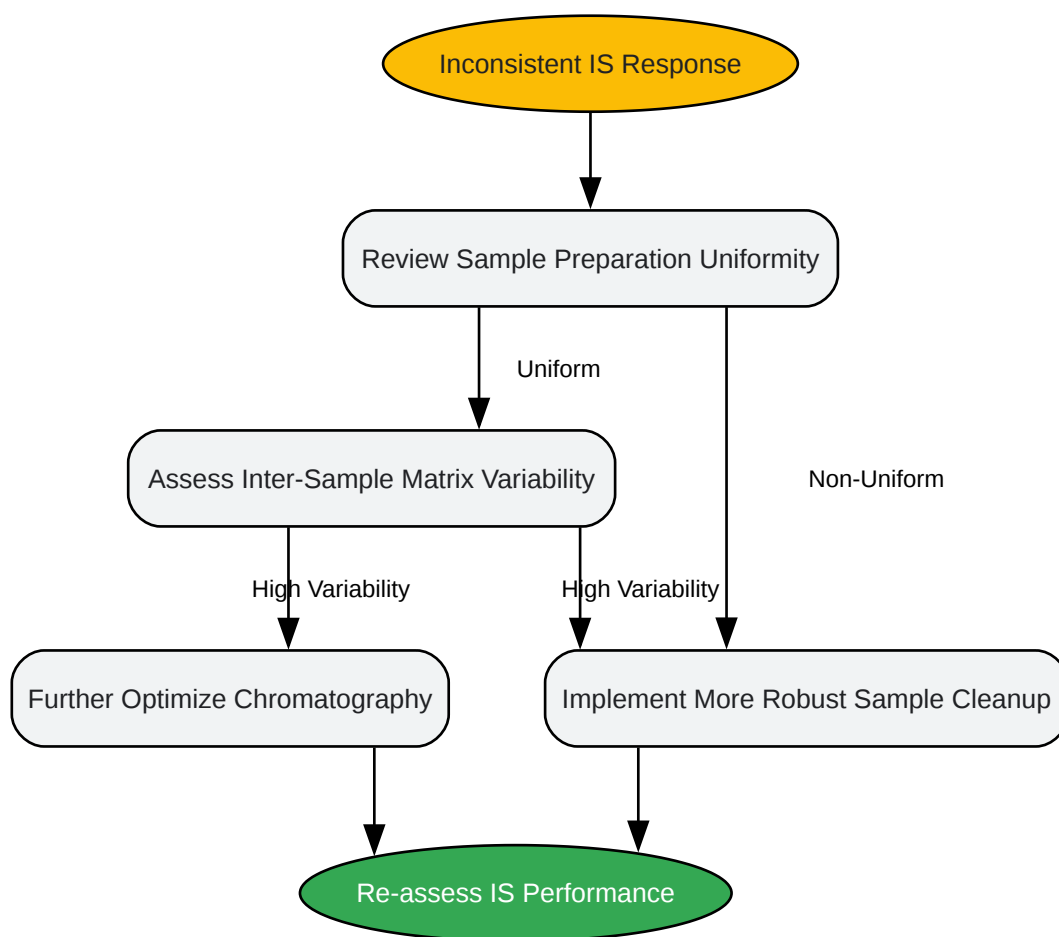 Inconsistent IS Response
Review Sample Preparation Uniformity
Uniform
Assess Inter-Sample Matrix Variability
Non-Uniform
High Variability
High Variability
Further Optimize Chromatography
Implement More Robust Sample Cleanup
Re-assess IS Performance